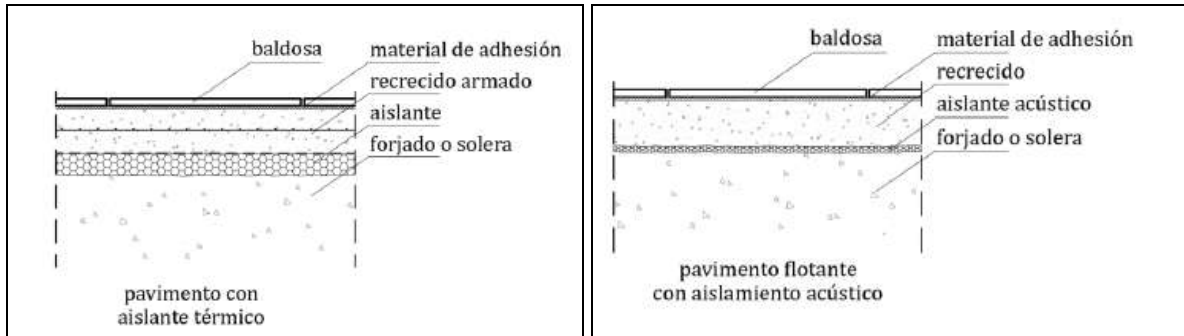 baldosa
material de adhesión
recrecido armado
aislante
forjado o solera
pavimento con
aislante térmico
baldosa
material de adhesión
recrecido
aislante acústico
forjado o solera
pavimento flotante
con aislamiento acústico